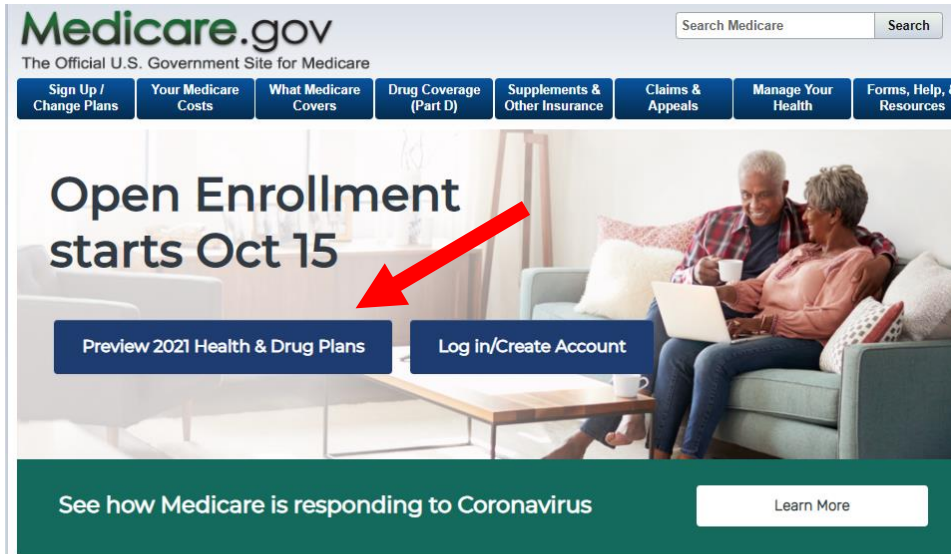 Medicare.gov
The Official U.S. Government Site for Medicare
Search Medicare
Search
Sign Up /
Change Plans
Your Medicare
Costs
What Medicare
Covers
Drug Coverage
(Part D)
Supplements &
Other Insurance
Claims &
Appeals
Manage Your
Health
Forms, Help, &
Resources
Open Enrollment
starts Oct 15
Preview 2021 Health & Drug Plans
Log in/Create Account
See how Medicare is responding to Coronavirus
Learn More